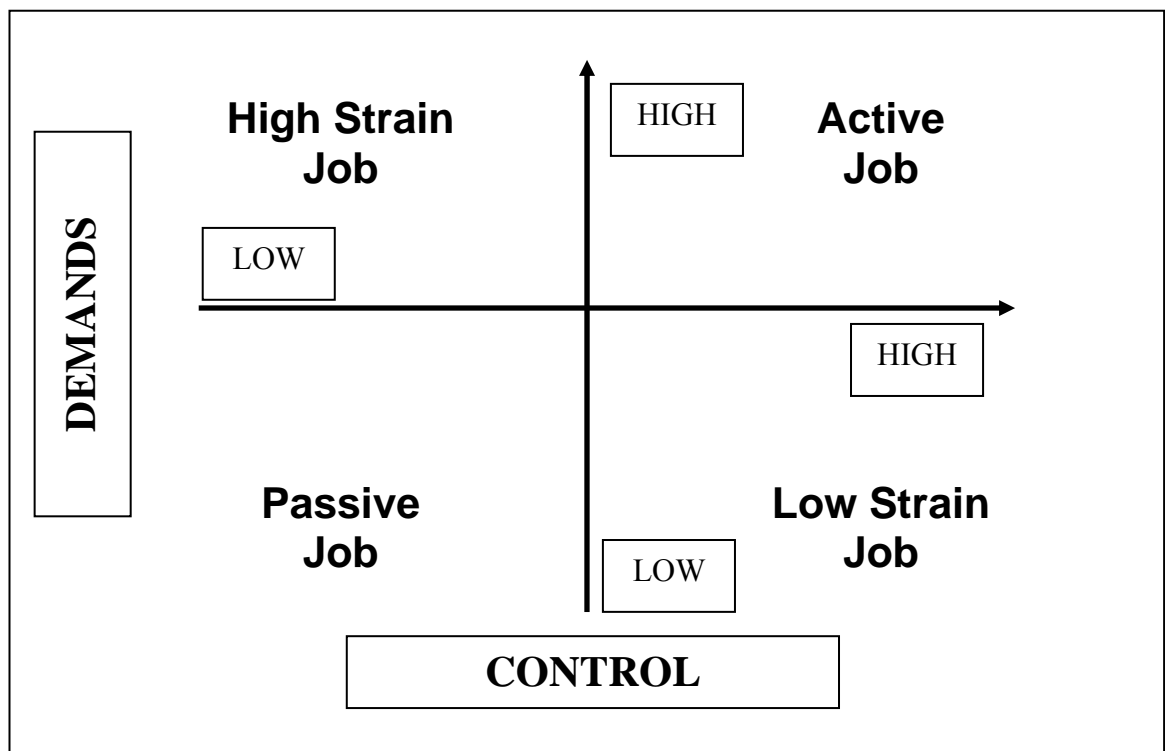 High Strain
Job
HIGH
Active
Job
LOW
DEMANDS
HIGH
Passive
Job
Low Strain
Job
LOW
CONTROL